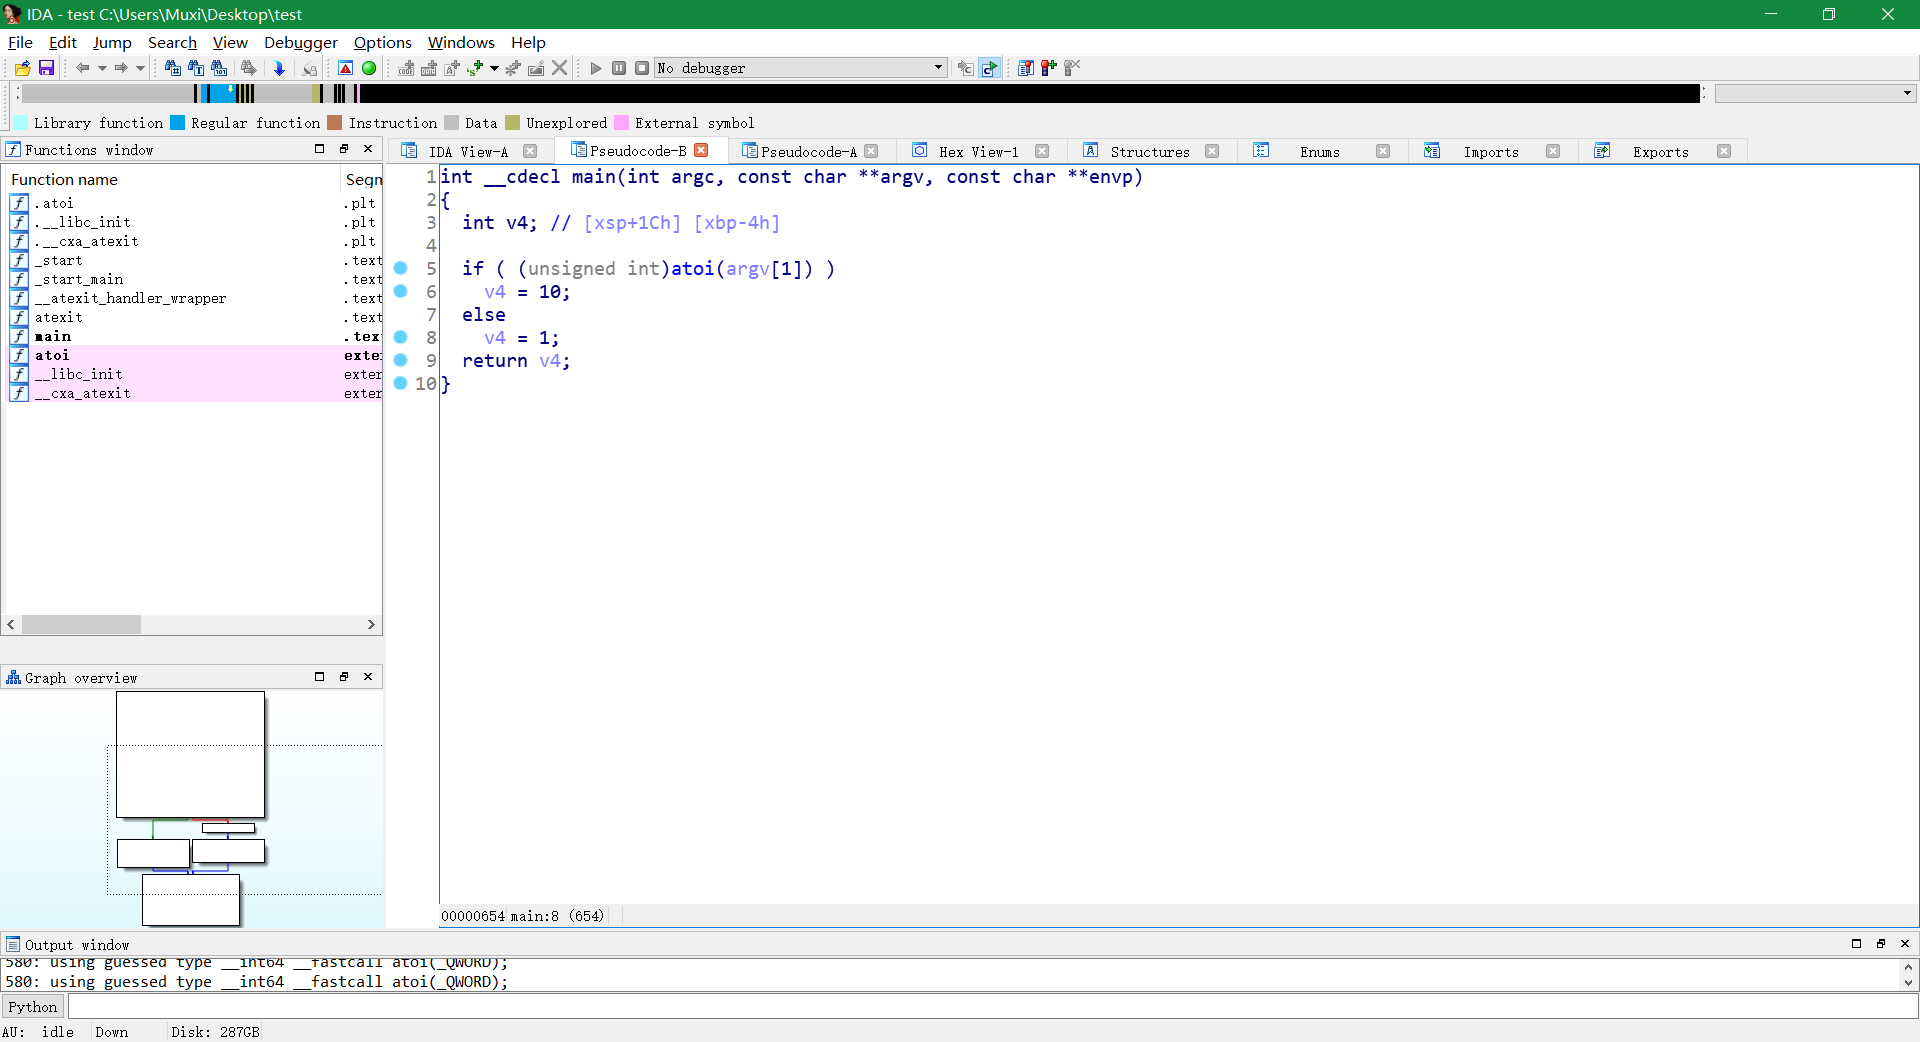 IDA - test C:\Users\Muxi\Desktop\test
File Edit Jump Search View Debugger Options Windows Help
No debugger
Library function Regular function Instruction Data Unexplored External symbol
Functions window
Function name Segn
.atoi .plt
.__libc_init .plt
.__cxa_atexit .plt
_start .text
_start_main .text
__atexit_handler_wrapper .text
atexit .text
main .tex
atoi exte
__libc_init exter
__cxa_atexit exter
Graph overview
IDA View-A Pseudocode-B Pseudocode-A Hex View-1 Structures Enums Imports Exports
1 int __cdecl main(int argc, const char **argv, const char **envp)
2 {
3 int v4; // [xsp+1Ch] [xbp-4h]
4
5 if ( (unsigned int)atoi(argv[1]) )
6 v4 = 10;
7 else
8 v4 = 1;
9 return v4;
10 }
00000654 main:8 (654)
Output window
580: using guessed type __int64 __fastcall atoi(_QWORD);
580: using guessed type __int64 __fastcall atoi(_QWORD);
Python
AU: idle Down Disk: 287GB